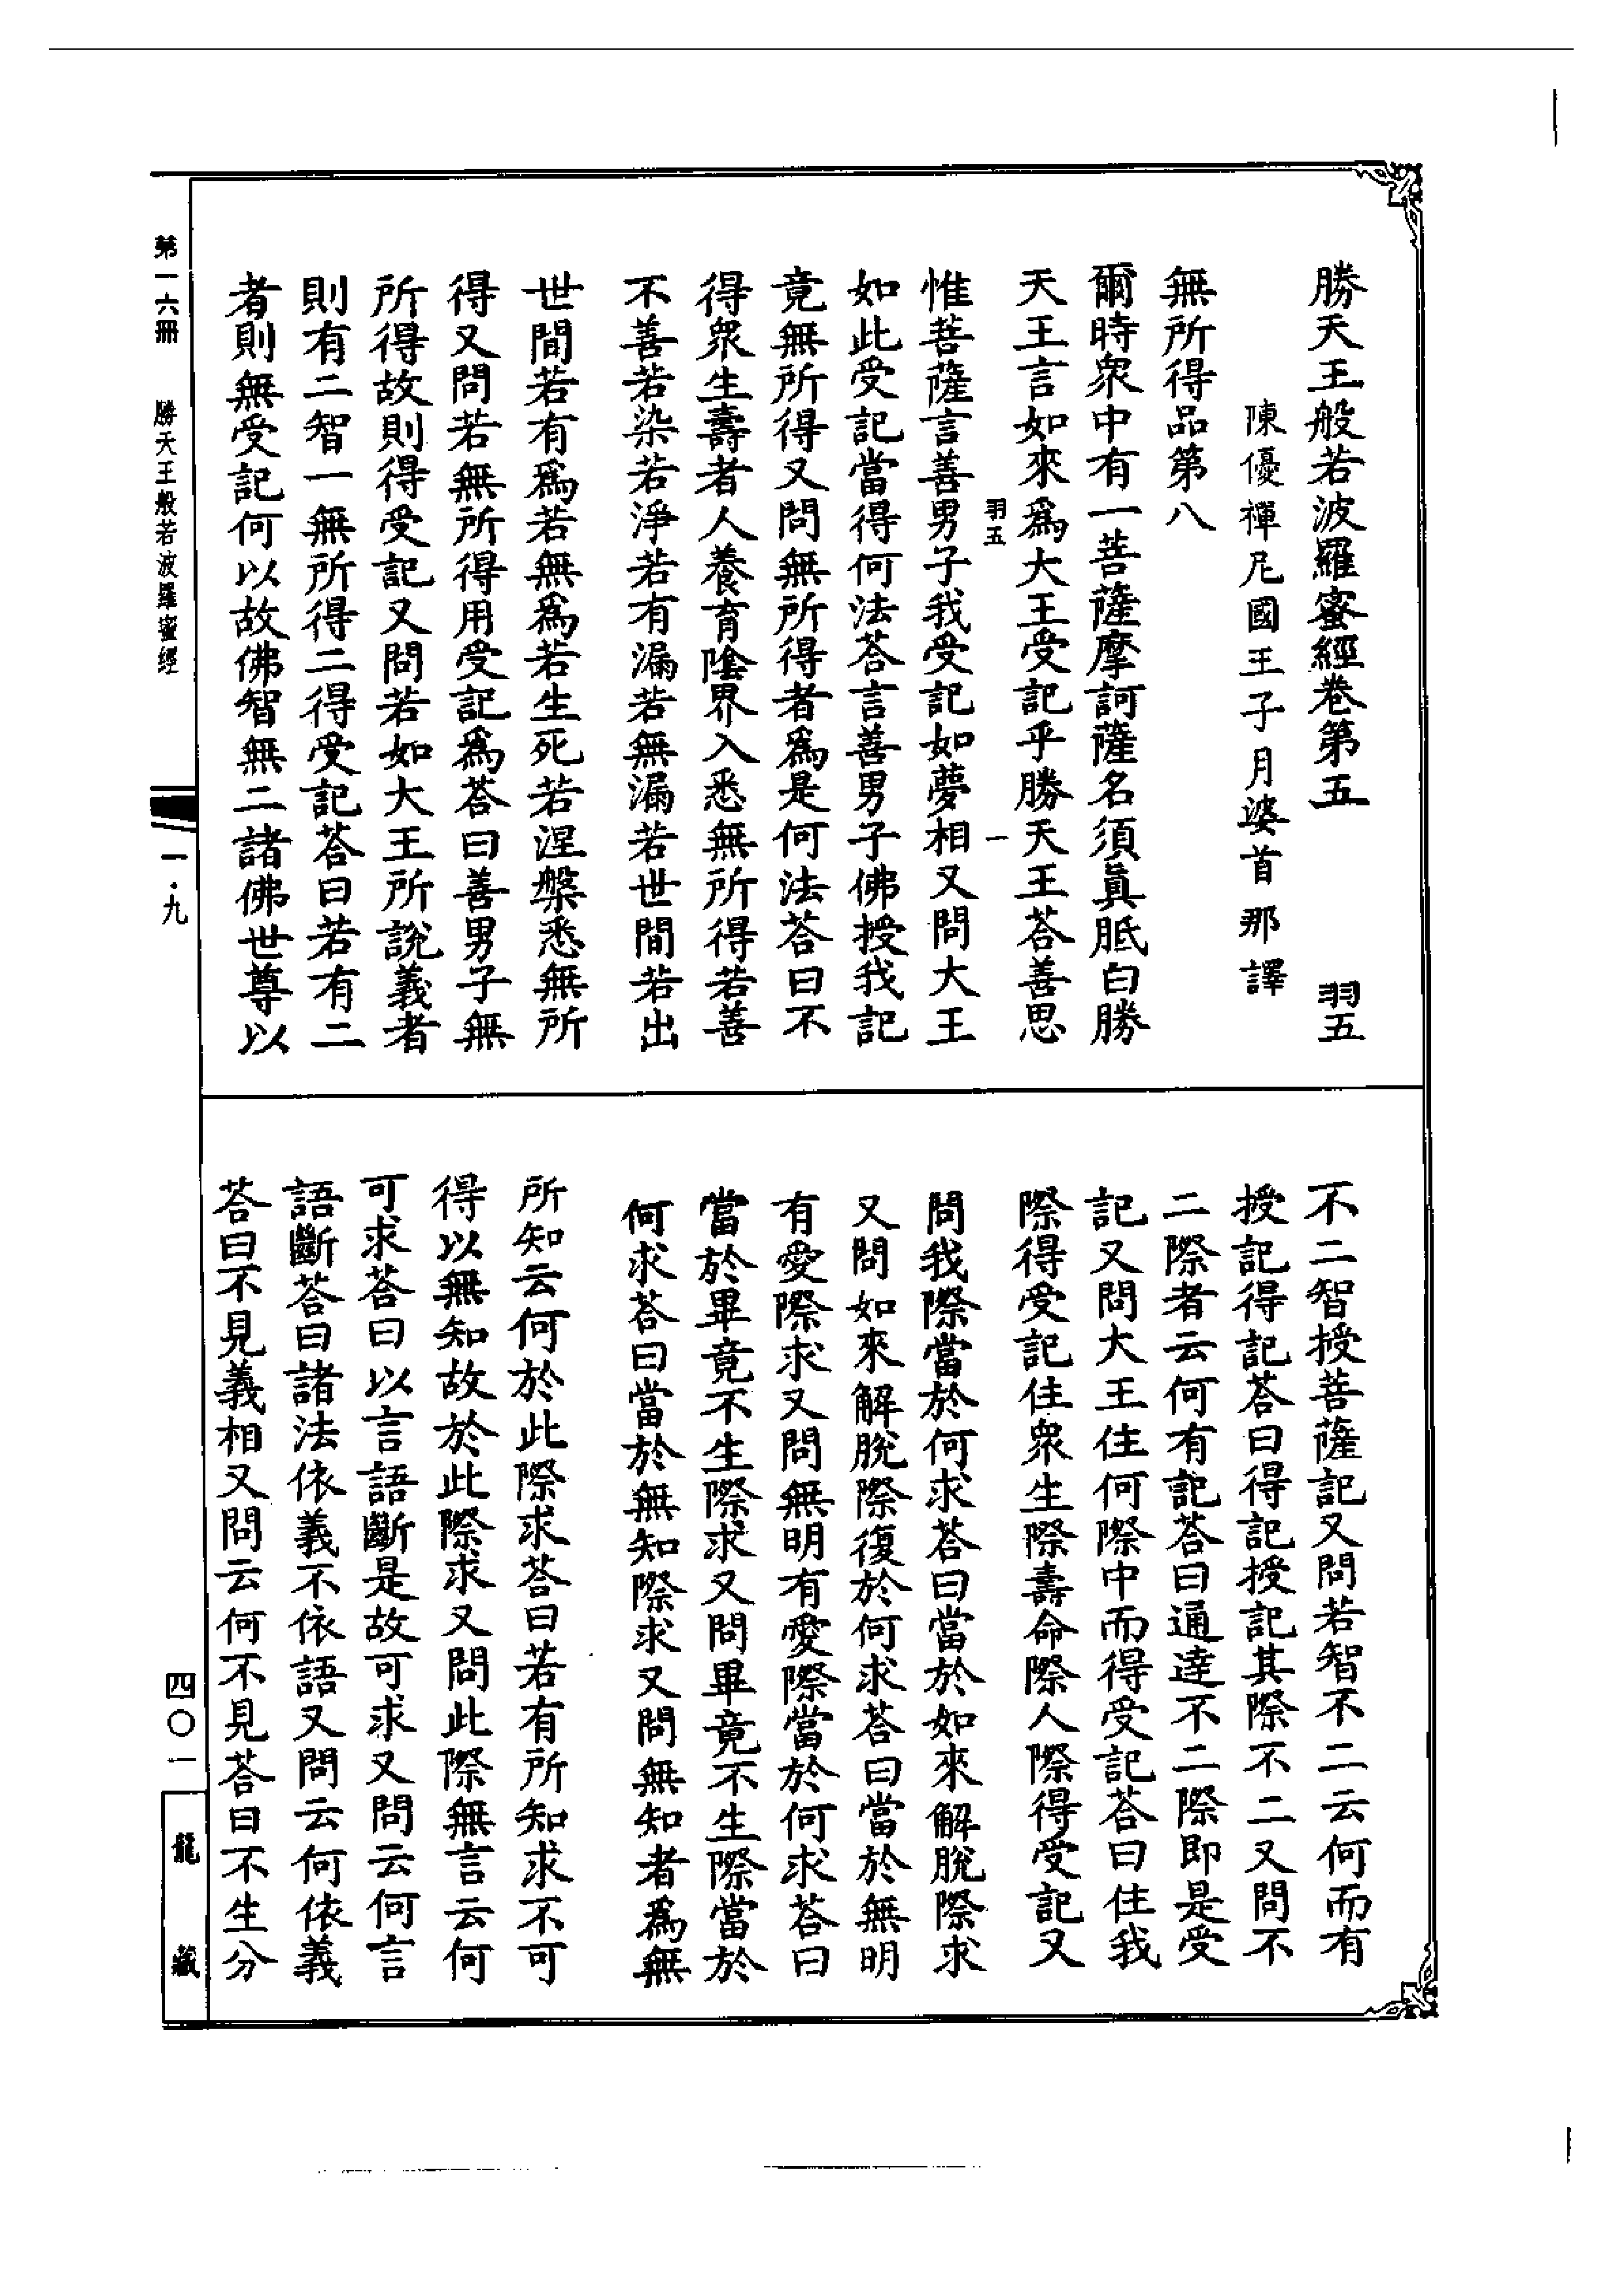 勝天王般若波羅蜜經卷第五　羽五
陳優禪尼國王子月婆首那譯
無所得品第八
爾時衆中有一菩薩摩訶薩名須眞胝白勝
天王言如來爲大王受記乎勝天王荅善思
羽五　一
惟菩薩言善男子我受記如夢相又問大王
如此受記當得何法荅言善男子佛授我記
竟無所得又問無所得者爲是何法荅曰不
得衆生壽者人養育陰界入悉無所得若善
不善若染若淨若有漏若無漏若世間若出
世間若有爲若無爲若生死若涅槃悉無所
得又問若無所得用受記爲荅曰善男子無
所得故則得受記又問若如大王所說義者
則有二智一無所得二得受記荅曰若有二
者則無受記何以故佛智無二諸佛世尊以
不二智授菩薩記又問若智不二云何而有
授記得記荅曰得記授記其際不二又問不
二際者云何有記荅曰通達不二際即是受
記又問大王住何際中而得受記荅曰住我
際得受記住衆生際壽命際人際得受記又
問我際當於何求荅曰當於如來解脫際求
又問如來解脫際復於何求荅曰當於無明
有愛際求又問無明有愛際當於何求荅曰
當於畢竟不生際求又問畢竟不生際當於
何求荅曰當於無知際求又問無知者爲無
所知云何於此際求荅曰若有所知求不可
得以無知故於此際求又問此際無言云何
可求荅曰以言語斷是故可求又問云何言
語斷荅曰諸法依義不依語又問云何依義
荅曰不見義相又問云何不見荅曰不生分
第一六冊　勝天王般若波羅蜜經　一·九　四〇一　龍藏